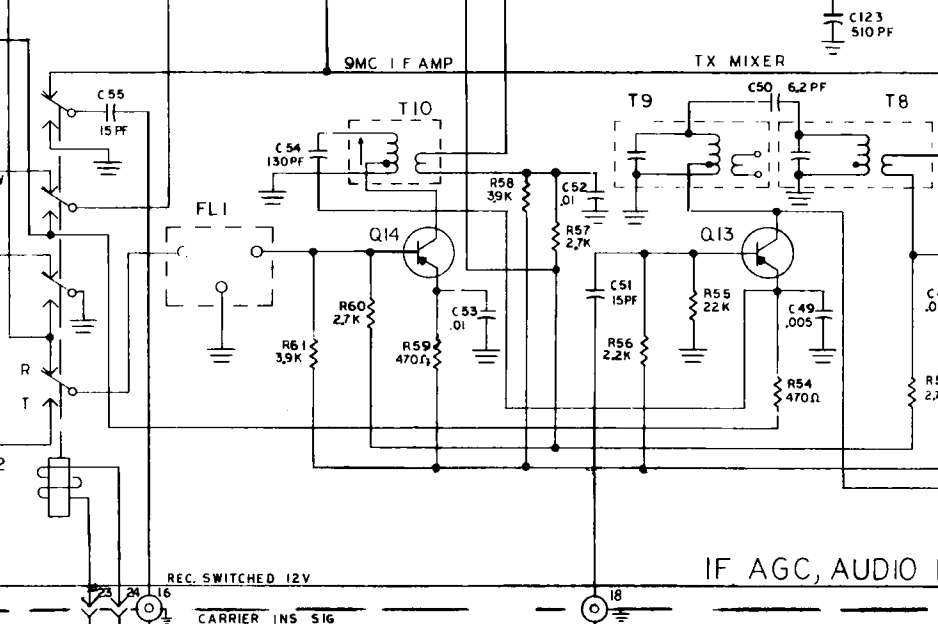 C123
510 PF
9MC I F AMP
TX MIXER
C55
15 PF
T10
T9
C50 6.2 PF
T8
C54
130PF
R58
3.9K
C52
.01
FL1
Q14
R57
2.7K
Q13
C51
15PF
R55
22K
C49
.005
R60
2.7K
C53
.01
R61
3.9K
R59
470Ω
R56
2.2K
R54
470Ω
R
T
2
IF AGC, AUDIO
REC. SWITCHED 12V
23
24
16
18
CARRIER INS SIG